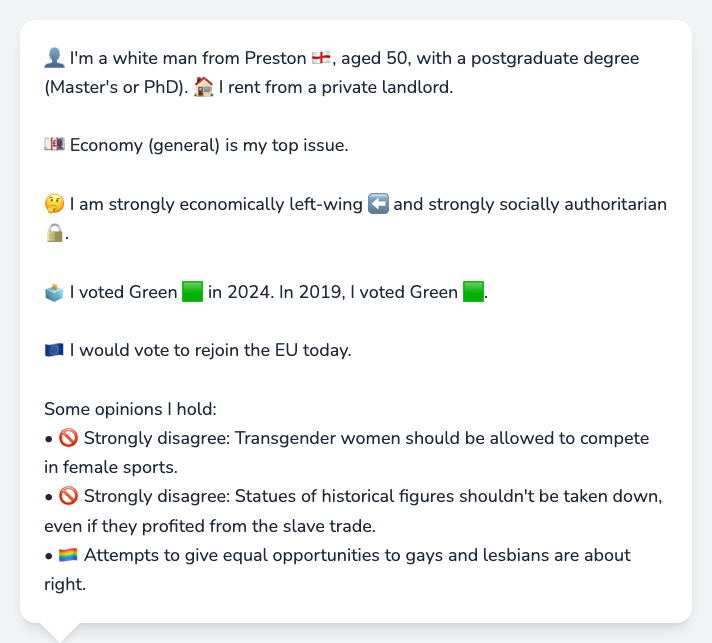 👤 I'm a white man from Preston 🏴󠁧󠁢󠁥󠁮󠁧󠁿, aged 50, with a postgraduate degree
(Master's or PhD). 🏠 I rent from a private landlord.
💷 Economy (general) is my top issue.
🤔 I am strongly economically left-wing ⬅️ and strongly socially authoritarian
🔒.
🗳️ I voted Green 🟩 in 2024. In 2019, I voted Green 🟩.
🇪🇺 I would vote to rejoin the EU today.
Some opinions I hold:
• 🚫 Strongly disagree: Transgender women should be allowed to compete
in female sports.
• 🚫 Strongly disagree: Statues of historical figures shouldn't be taken down,
even if they profited from the slave trade.
• 🏳️‍🌈 Attempts to give equal opportunities to gays and lesbians are about
right.